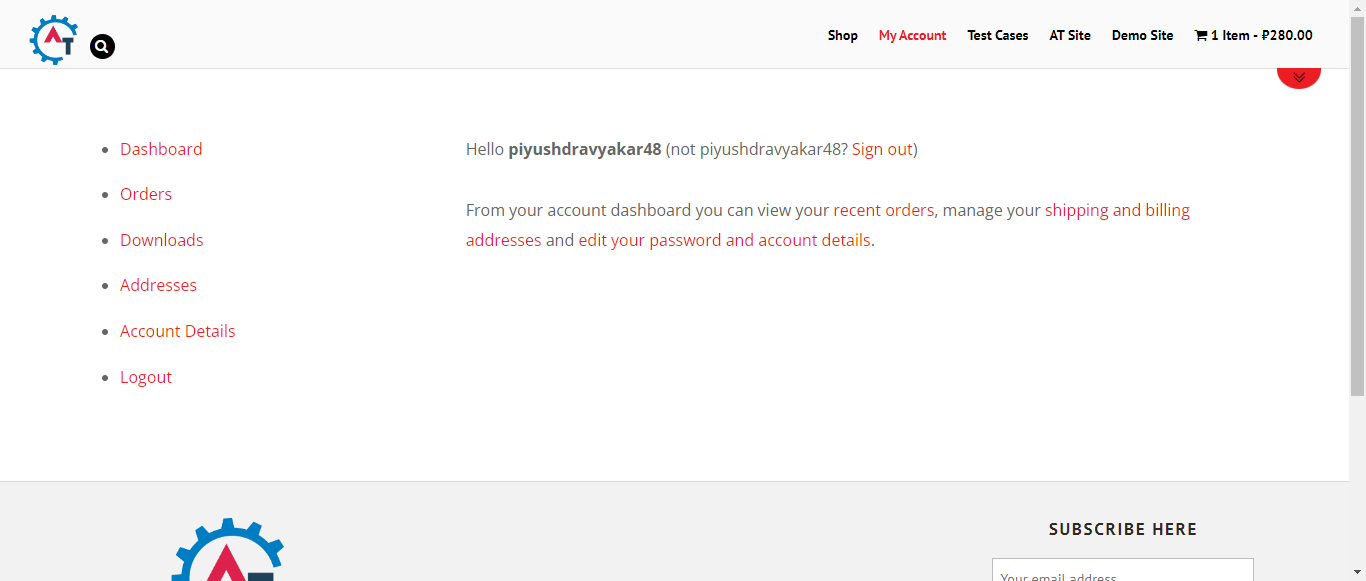 AT
Shop My Account Test Cases AT Site Demo Site 1 Item - ₽280.00
Dashboard
Orders
Downloads
Addresses
Account Details
Logout
Hello piyushdravyakar48 (not piyushdravyakar48? Sign out)
From your account dashboard you can view your recent orders, manage your shipping and billing
addresses and edit your password and account details.
AT
SUBSCRIBE HERE
Your email address